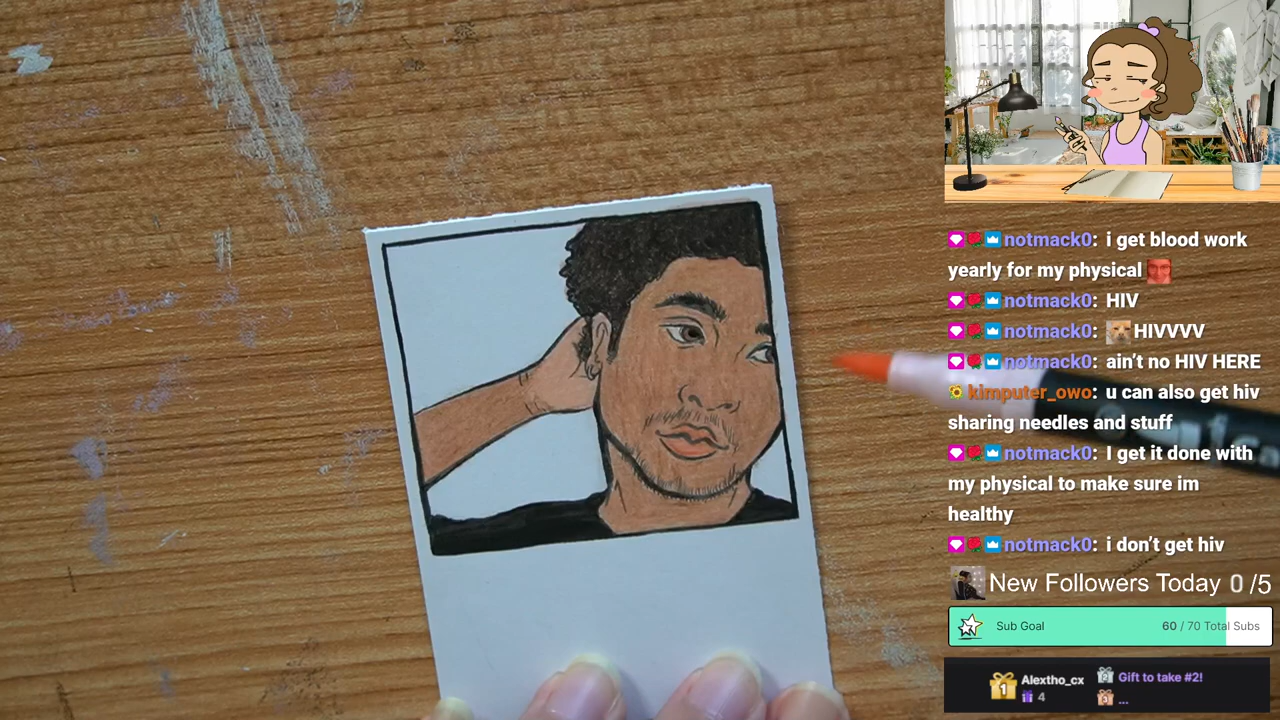 notmack0: i get blood work
yearly for my physical
notmack0: HIV
notmack0: HIVVVV
notmack0: ain't no HIV HERE
kimputer_owo: u can also get hiv
sharing needles and stuff
notmack0: I get it done with
my physical to make sure im
healthy
notmack0: i don't get hiv
New Followers Today 0 /5
Sub Goal 60 / 70 Total Subs
1 Alextho_cx 4
2 Gift to take #2!
3 ...